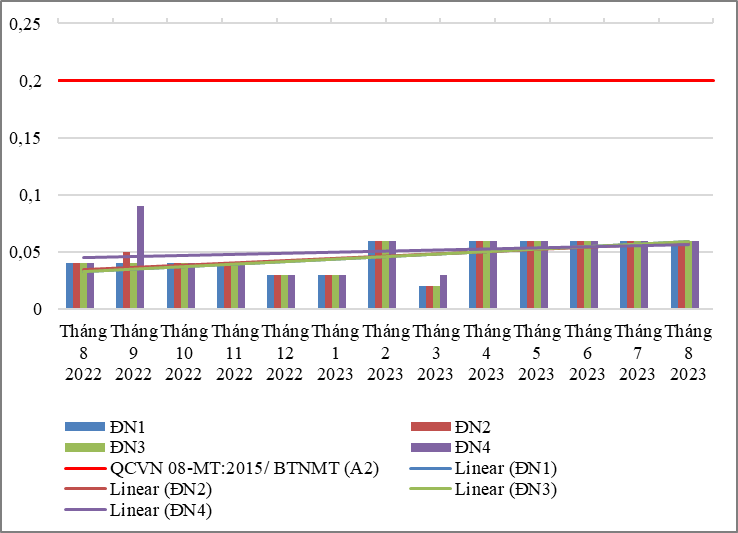 0,25
0,2
0,15
0,1
0,05
0
Tháng Tháng Tháng Tháng Tháng Tháng Tháng Tháng Tháng Tháng Tháng Tháng Tháng
8 9 10 11 12 1 2 3 4 5 6 7 8
2022 2022 2022 2022 2022 2023 2023 2023 2023 2023 2023 2023 2023
ĐN1 ĐN2
ĐN3 ĐN4
QCVN 08-MT:2015/ BTNMT (A2) Linear (ĐN1)
Linear (ĐN2) Linear (ĐN3)
Linear (ĐN4)